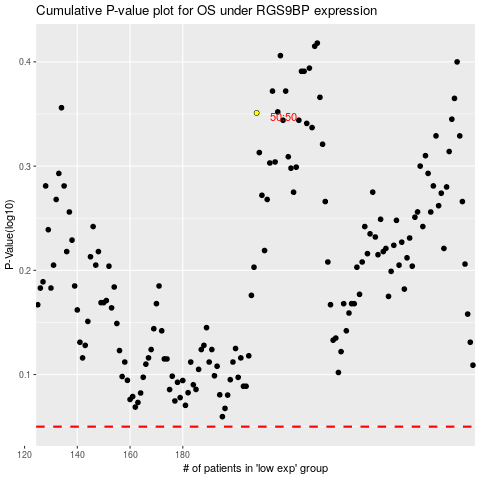 Cumulative P-value plot for OS under RGS9BP expression
P-Value(log10)
0.4
0.3
0.2
0.1
50:50
120 140 160 180
# of patients in 'low exp' group